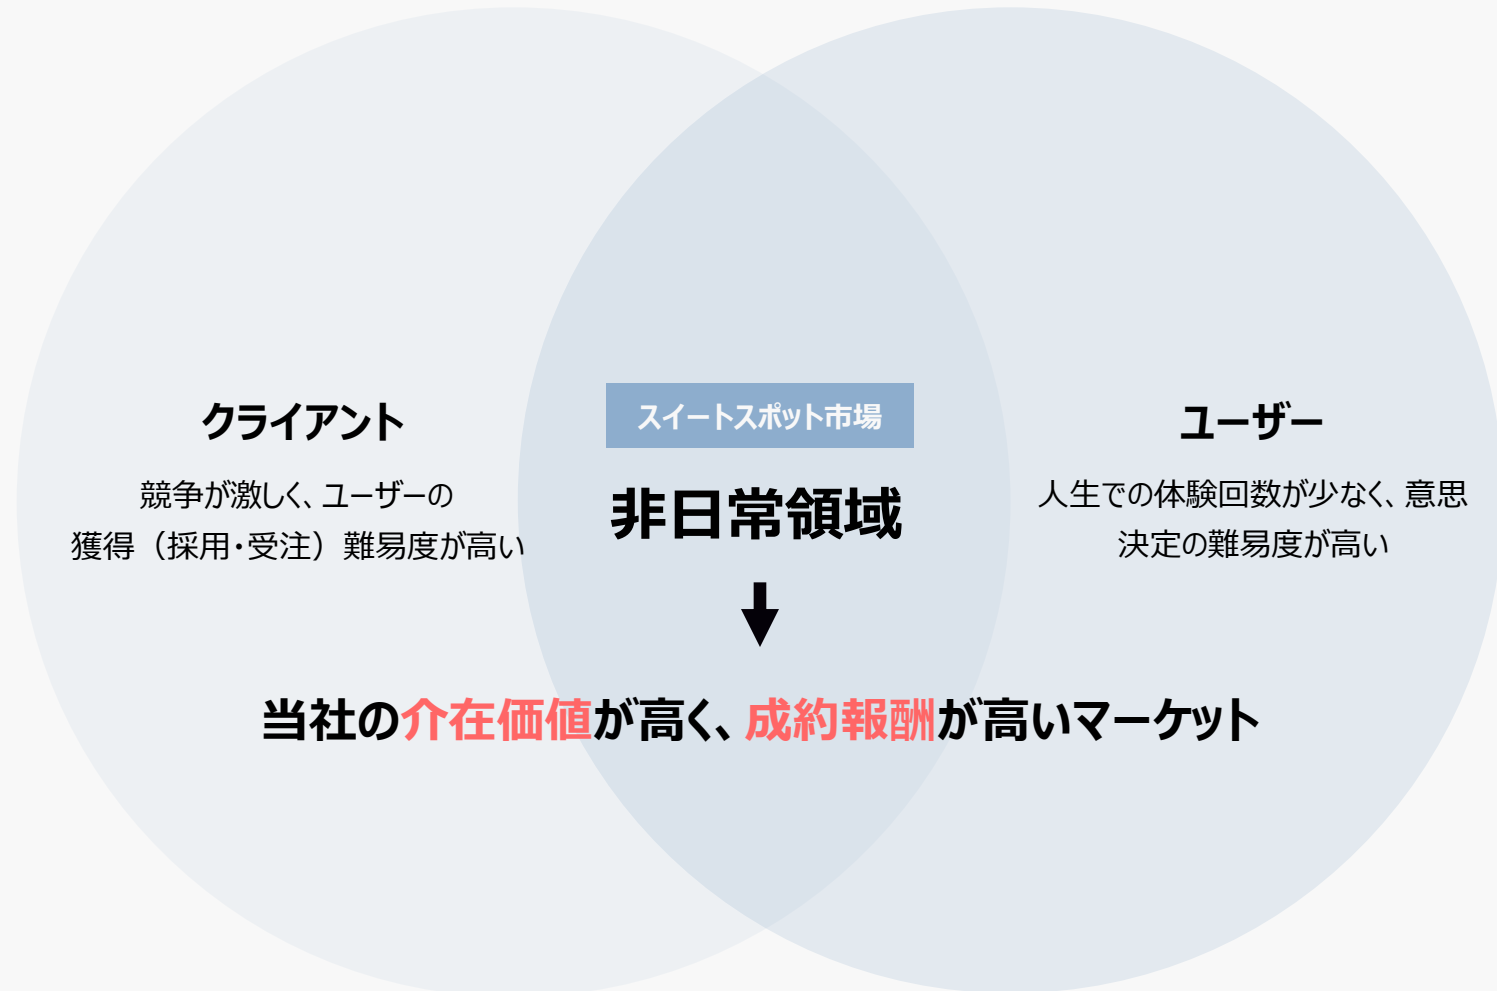 クライアント
競争が激しく、ユーザーの
獲得（採用・受注）難易度が高い
スイートスポット市場
非日常領域
ユーザー
人生での体験回数が少なく、意思
決定の難易度が高い
当社の介在価値が高く、成約報酬が高いマーケット